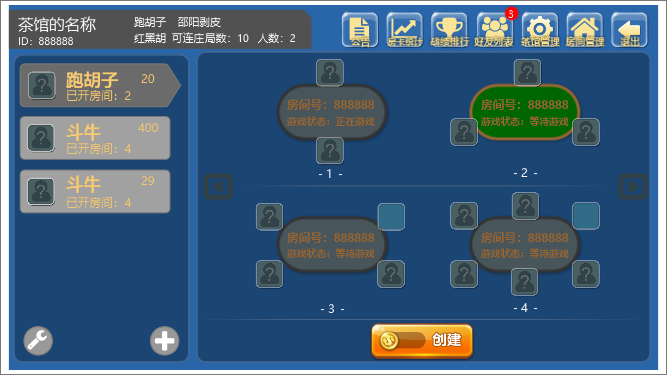 茶馆的名称
ID: 888888
跑胡子 邵阳剥皮
红黑胡 可连庄局数: 10 人数: 2
公告
房卡统计
战绩排行
3
好友列表
茶馆管理
房间管理
退出
跑胡子 20
已开房间: 2
斗牛 400
已开房间: 4
斗牛 29
已开房间: 4
房间号: 888888
游戏状态: 正在游戏
- 1 -
房间号: 888888
游戏状态: 等待游戏
- 2 -
房间号: 888888
游戏状态: 等待游戏
- 3 -
房间号: 888888
游戏状态: 等待游戏
- 4 -
创建